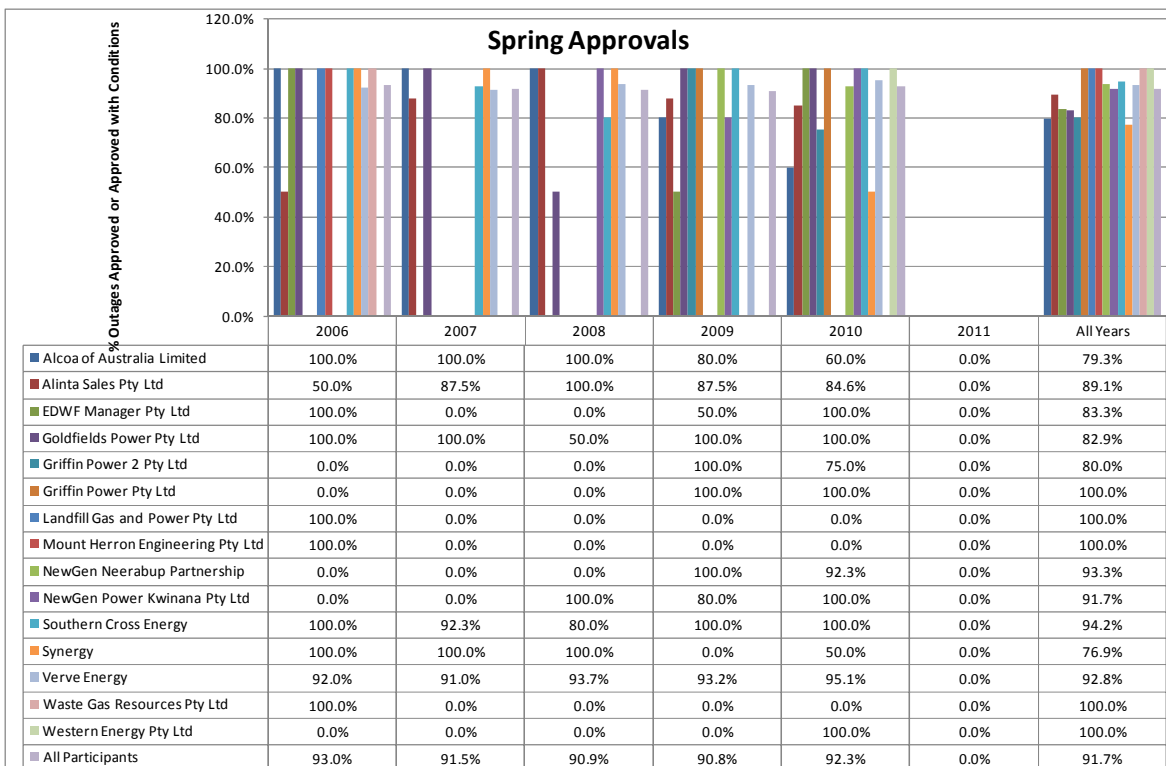 Spring Approvals
% Outages Approved or Approved with Conditions
120.0%
100.0%
80.0%
60.0%
40.0%
20.0%
0.0%
2006 2007 2008 2009 2010 2011 All Years
Alcoa of Australia Limited 100.0% 100.0% 100.0% 80.0% 60.0% 0.0% 79.3%
Alinta Sales Pty Ltd 50.0% 87.5% 100.0% 87.5% 84.6% 0.0% 89.1%
EDWF Manager Pty Ltd 100.0% 0.0% 0.0% 50.0% 100.0% 0.0% 83.3%
Goldfields Power Pty Ltd 100.0% 100.0% 50.0% 100.0% 100.0% 0.0% 82.9%
Griffin Power 2 Pty Ltd 0.0% 0.0% 0.0% 100.0% 75.0% 0.0% 80.0%
Griffin Power Pty Ltd 0.0% 0.0% 0.0% 100.0% 100.0% 0.0% 100.0%
Landfill Gas and Power Pty Ltd 100.0% 0.0% 0.0% 0.0% 0.0% 0.0% 100.0%
Mount Herron Engineering Pty Ltd 100.0% 0.0% 0.0% 0.0% 0.0% 0.0% 100.0%
NewGen Neerabup Partnership 0.0% 0.0% 0.0% 100.0% 92.3% 0.0% 93.3%
NewGen Power Kwinana Pty Ltd 0.0% 0.0% 100.0% 80.0% 100.0% 0.0% 91.7%
Southern Cross Energy 100.0% 92.3% 80.0% 100.0% 100.0% 0.0% 94.2%
Synergy 100.0% 100.0% 100.0% 0.0% 50.0% 0.0% 76.9%
Verve Energy 92.0% 91.0% 93.7% 93.2% 95.1% 0.0% 92.8%
Waste Gas Resources Pty Ltd 100.0% 0.0% 0.0% 0.0% 0.0% 0.0% 100.0%
Western Energy Pty Ltd 0.0% 0.0% 0.0% 0.0% 100.0% 0.0% 100.0%
All Participants 93.0% 91.5% 90.9% 90.8% 92.3% 0.0% 91.7%